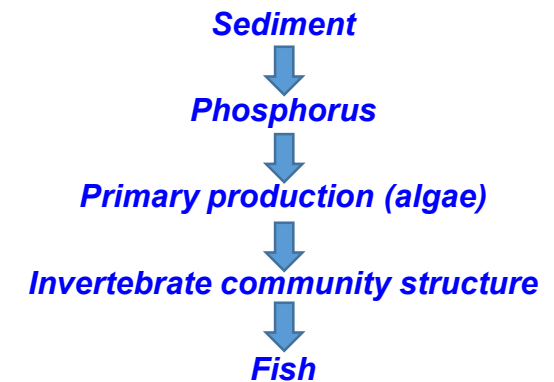 Sediment
Phosphorus
Primary production (algae)
Invertebrate community structure
Fish